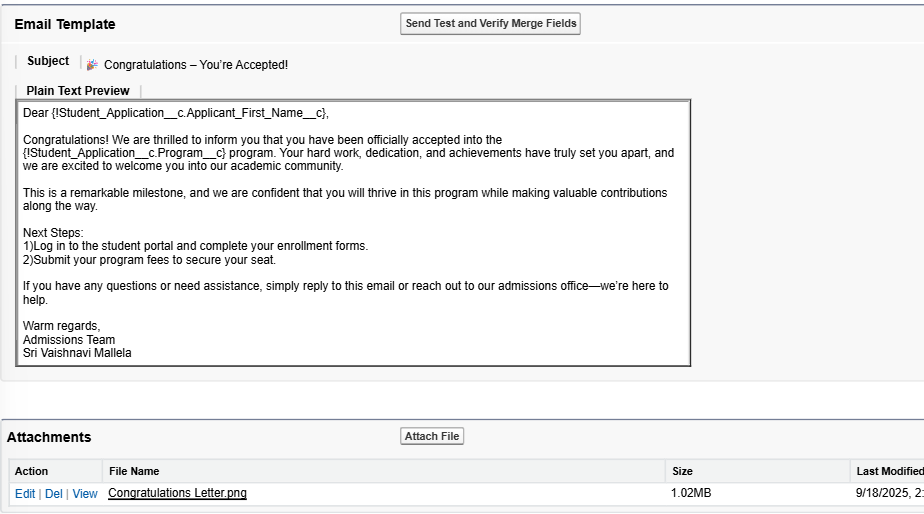 Email Template
Send Test and Verify Merge Fields
Subject
🎉 Congratulations – You're Accepted!
Plain Text Preview
Dear {!Student_Application__c.Applicant_First_Name__c},
Congratulations! We are thrilled to inform you that you have been officially accepted into the
{!Student_Application__c.Program__c} program. Your hard work, dedication, and achievements have truly set you apart, and
we are excited to welcome you into our academic community.
This is a remarkable milestone, and we are confident that you will thrive in this program while making valuable contributions
along the way.
Next Steps:
1)Log in to the student portal and complete your enrollment forms.
2)Submit your program fees to secure your seat.
If you have any questions or need assistance, simply reply to this email or reach out to our admissions office—we're here to
help.
Warm regards,
Admissions Team
Sri Vaishnavi Mallela
Attachments
Attach File
Action File Name Size Last Modified
Edit | Del | View Congratulations Letter.png 1.02MB 9/18/2025, 2: